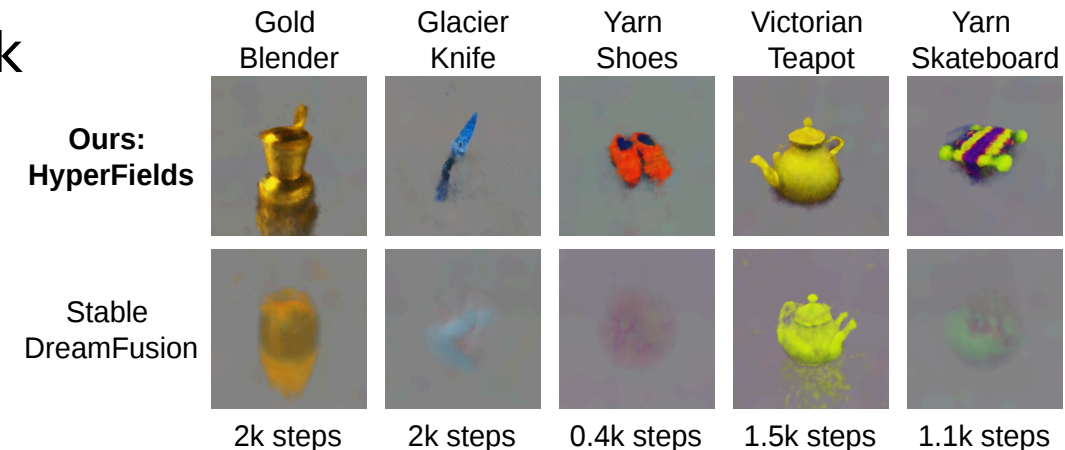 Gold Blender
Glacier Knife
Yarn Shoes
Victorian Teapot
Yarn Skateboard
k
Ours:
HyperFields
Stable
DreamFusion
2k steps
2k steps
0.4k steps
1.5k steps
1.1k steps